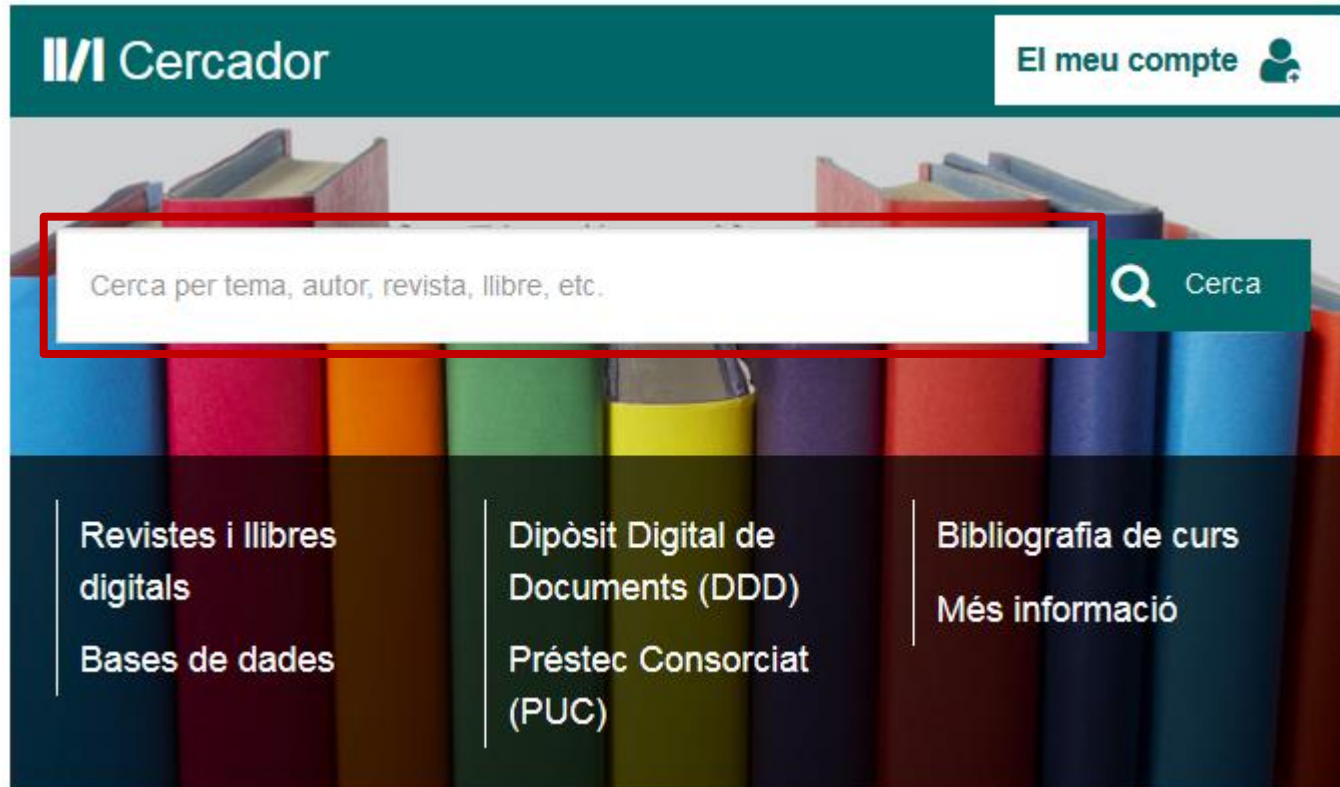 Cercador
El meu compte
Cerca per tema, autor, revista, llibre, etc.
Cerca
Revistes i llibres
digitals
Bases de dades
Dipòsit Digital de
Documents (DDD)
Préstec Consorciat
(PUC)
Bibliografia de curs
Més informació